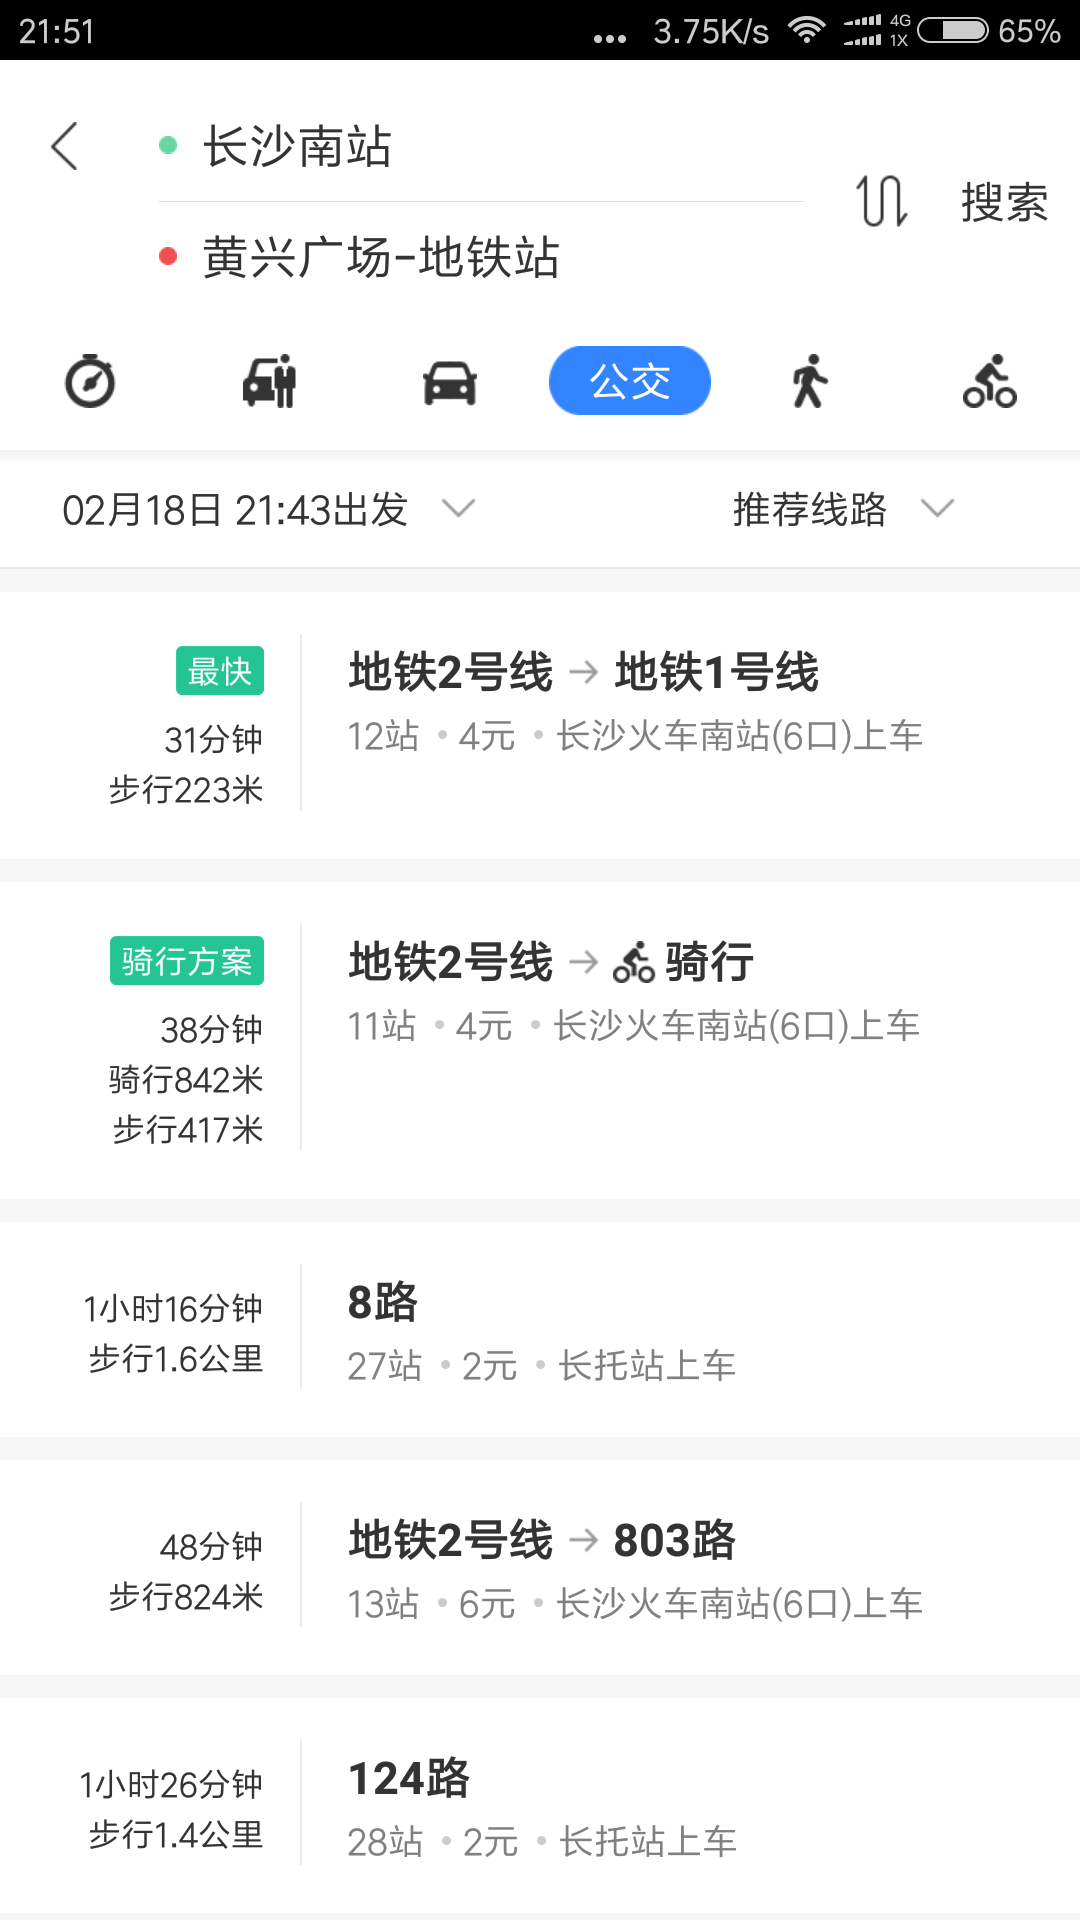 21:51
... 3.75K/s 4G 1X 65%
长沙南站
搜索
黄兴广场-地铁站
公交
02月18日 21:43出发 推荐线路
最快
31分钟
步行223米
地铁2号线 → 地铁1号线
12站 • 4元 • 长沙火车南站(6口)上车
骑行方案
38分钟
骑行842米
步行417米
地铁2号线 → 骑行
11站 • 4元 • 长沙火车南站(6口)上车
1小时16分钟
步行1.6公里
8路
27站 • 2元 • 长托站上车
48分钟
步行824米
地铁2号线 → 803路
13站 • 6元 • 长沙火车南站(6口)上车
1小时26分钟
步行1.4公里
124路
28站 • 2元 • 长托站上车